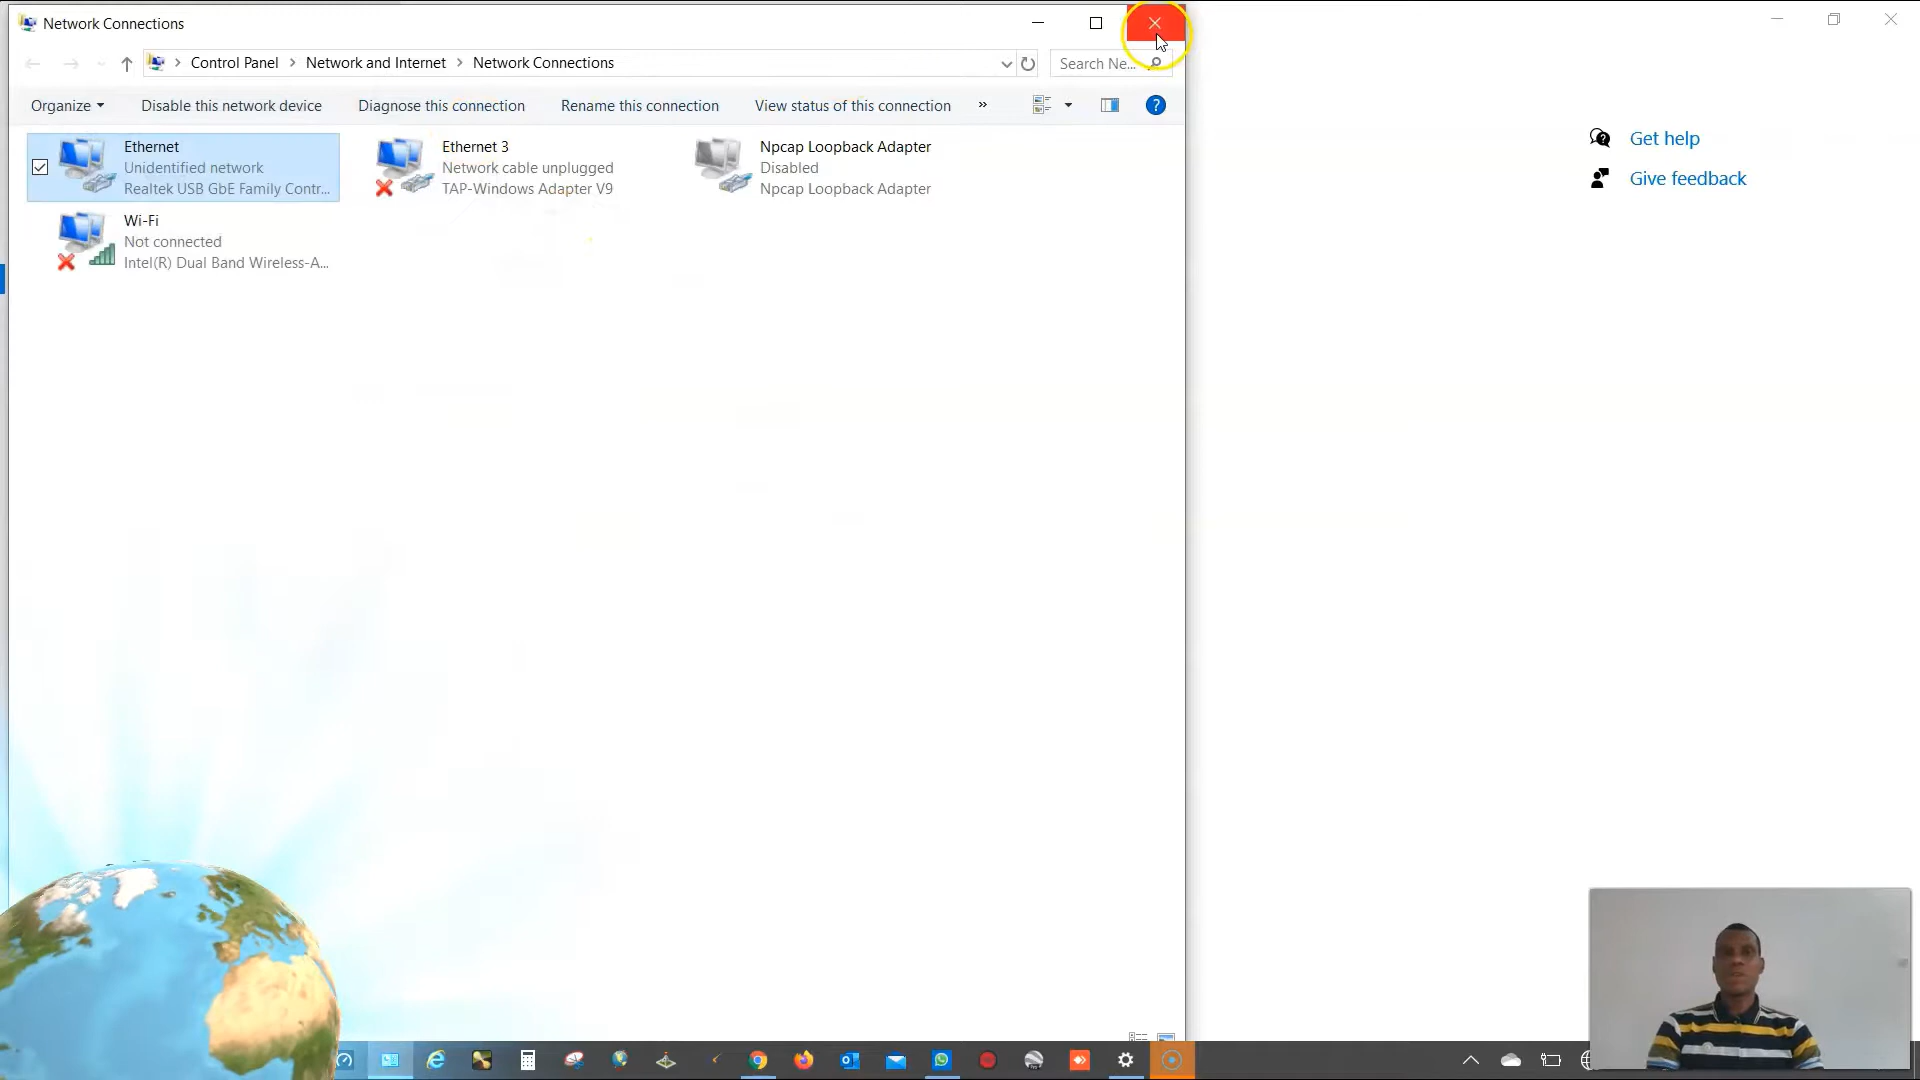 Network Connections
Control Panel > Network and Internet > Network Connections
Search Ne...
Organize
Disable this network device
Diagnose this connection
Rename this connection
View status of this connection
»
Ethernet
Unidentified network
Realtek USB GbE Family Contr...
Ethernet 3
Network cable unplugged
TAP-Windows Adapter V9
Npcap Loopback Adapter
Disabled
Npcap Loopback Adapter
Wi-Fi
Not connected
Intel(R) Dual Band Wireless-A...
Get help
Give feedback